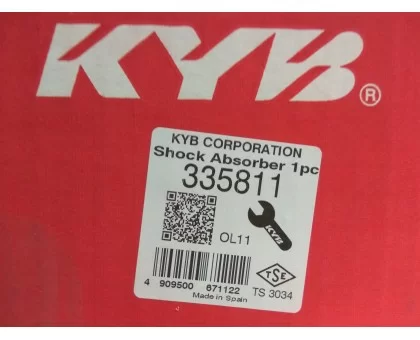 KYB®
KYB CORPORATION
Shock Absorber 1pc
335811
OL11
KYB
TSE
4 909500 671122
Made in Spain
TS 3034